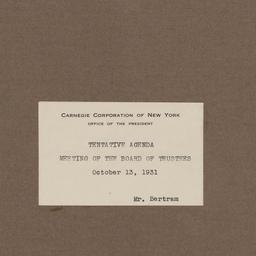 CARNEGIE CORPORATION OF NEW YORK
OFFICE OF THE PRESIDENT
TENTATIVE AGENDA
MEETING OF THE BOARD OF TRUSTEES
October 13, 1931
Mr. Bertram